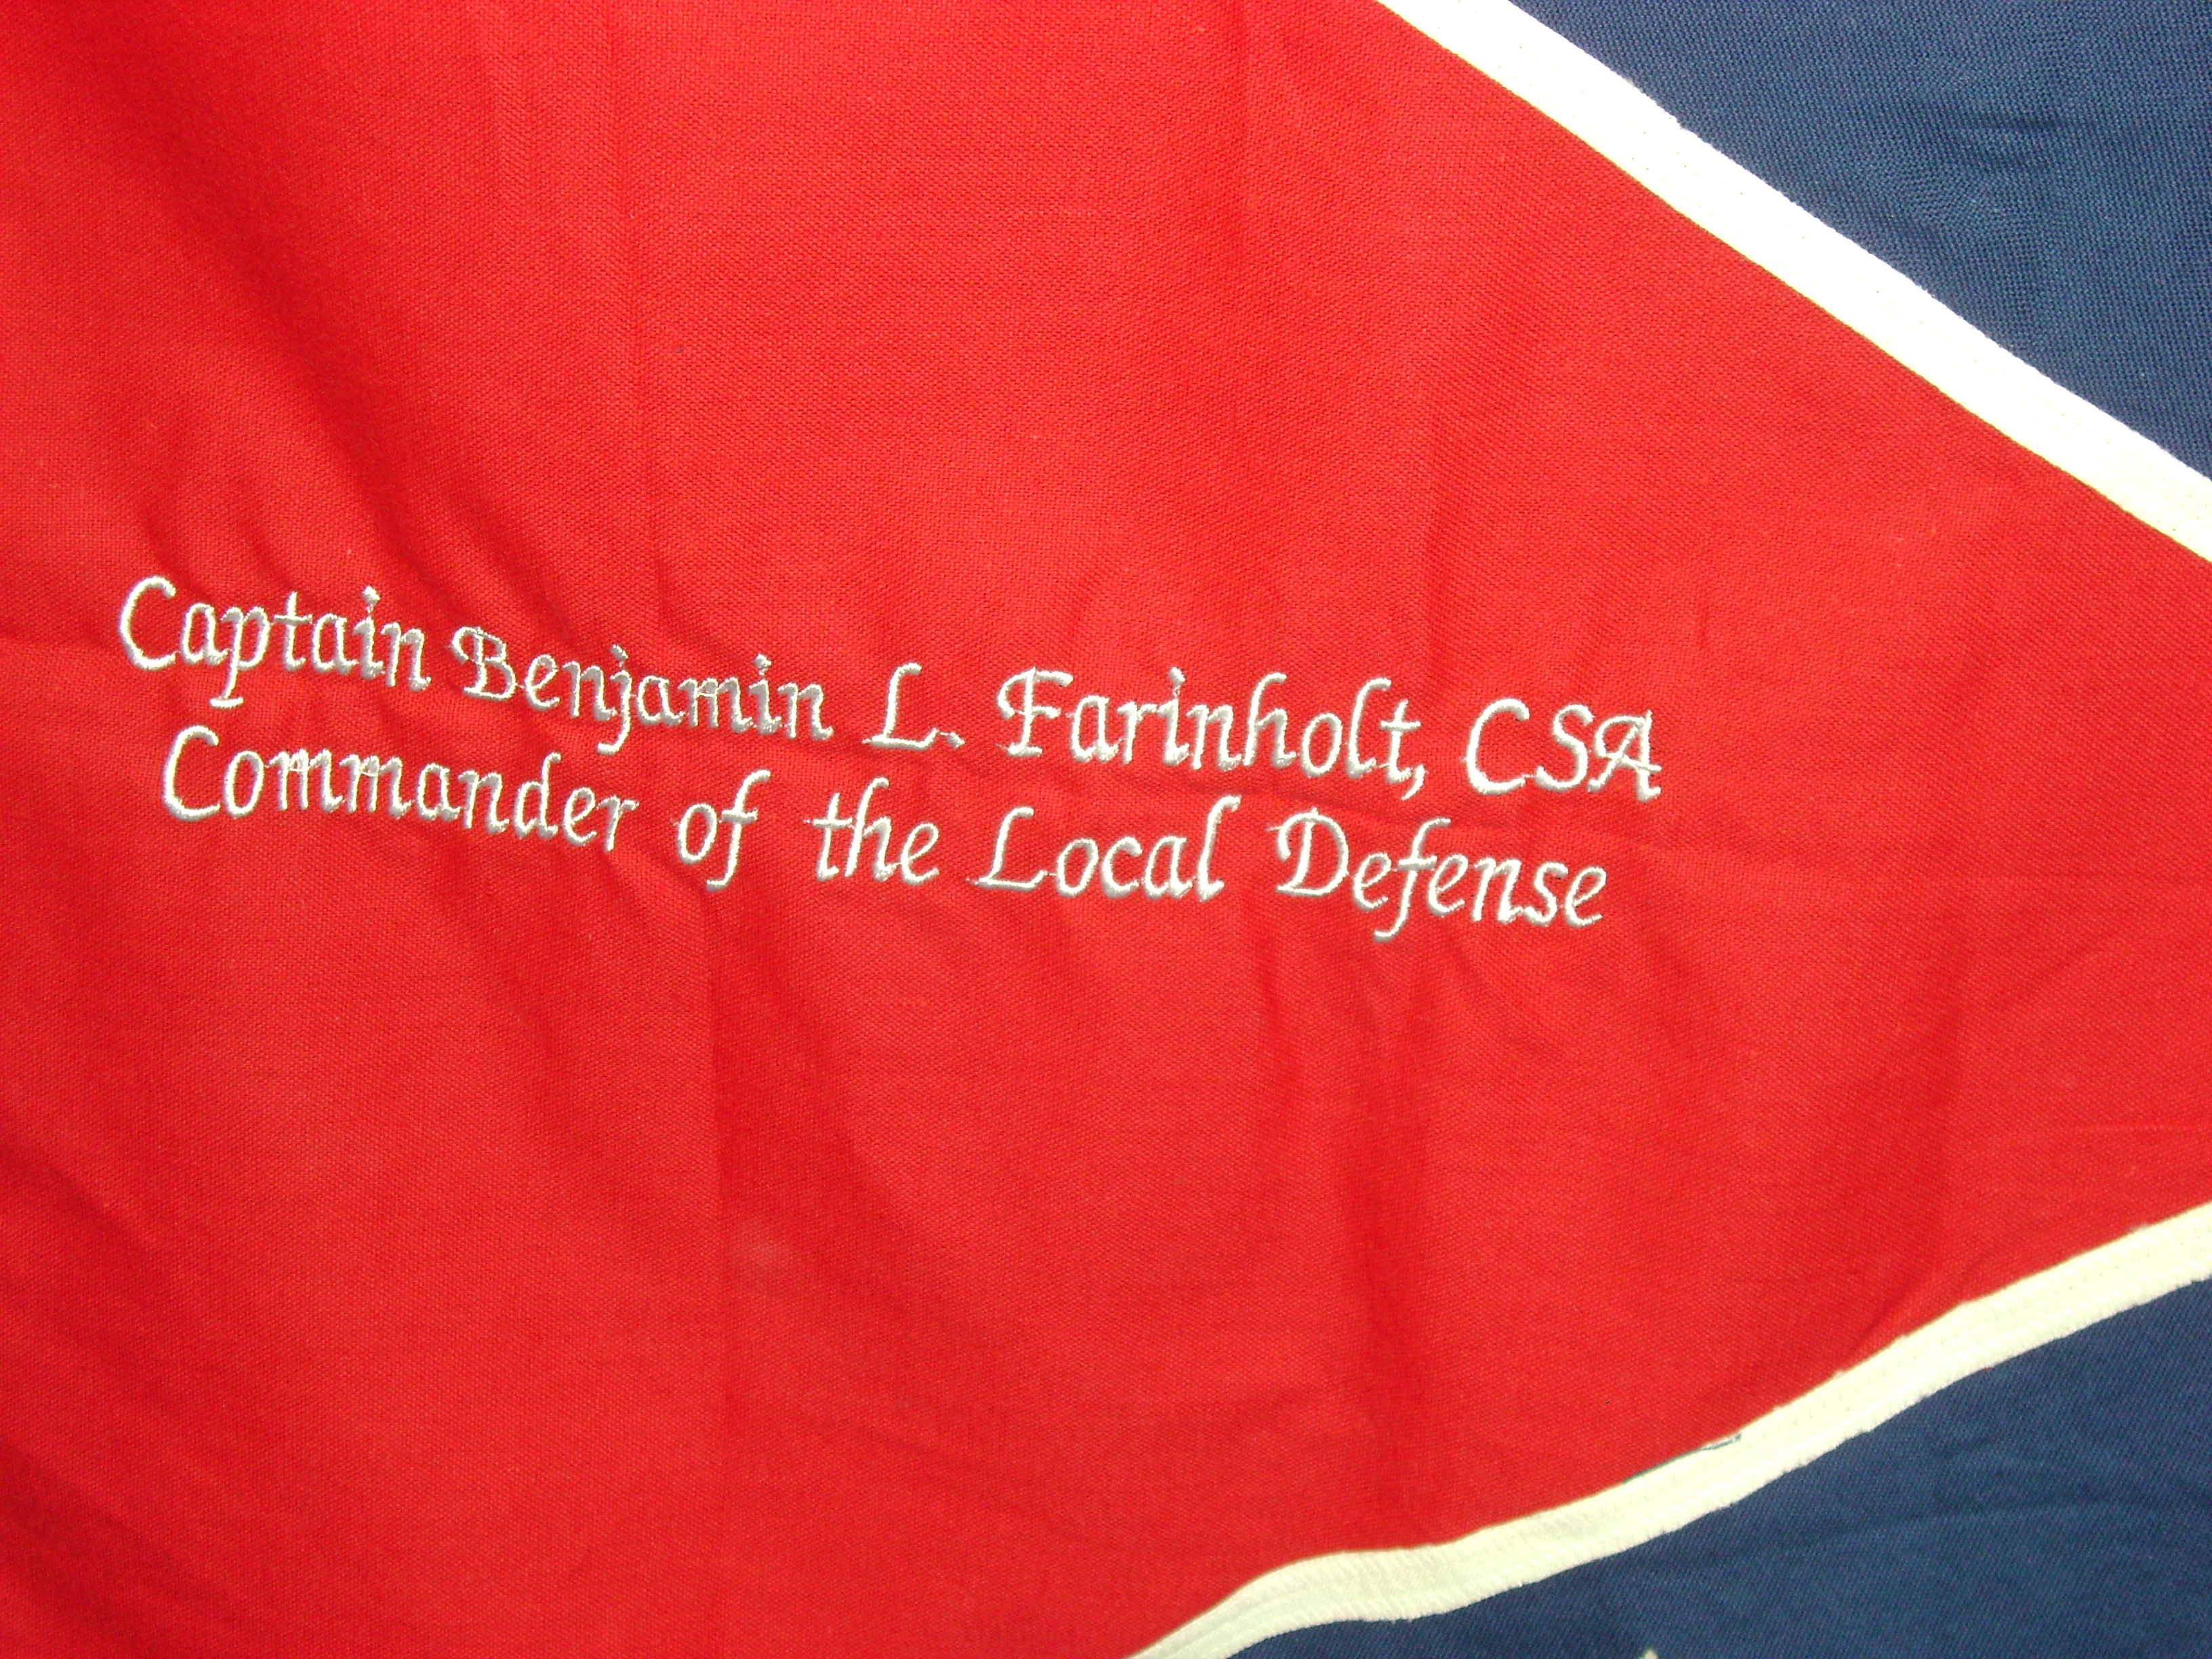 Captain Benjamin L. Farinholt, CSA
Commander of the Local Defense